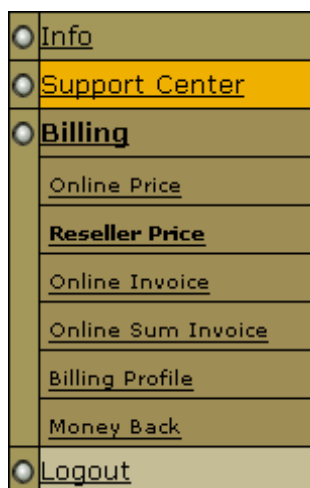 Info
Support Center
Billing
Online Price
Reseller Price
Online Invoice
Online Sum Invoice
Billing Profile
Money Back
Logout